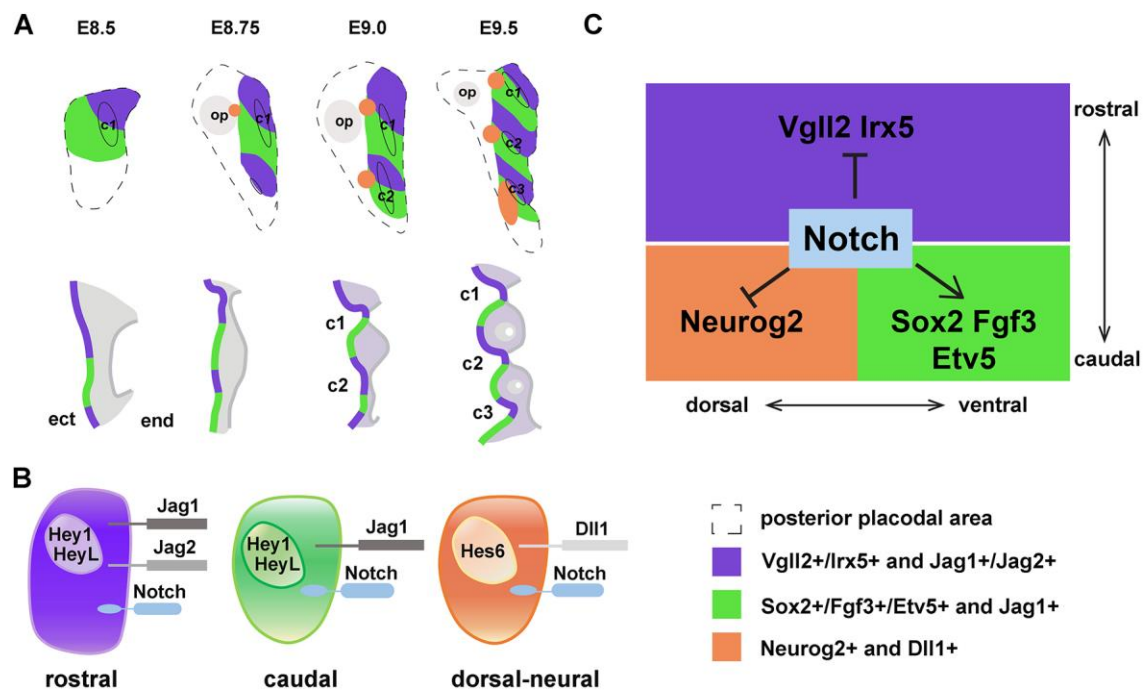 A
E8.5 E8.75 E9.0 E9.5
c1
op c1
op c1 c2
op c1 c2 c3
ect end
c1
c2
c1
c2
c3
B
Hey1
HeyL
Jag1
Jag2
Notch
rostral
Hey1
HeyL
Jag1
Notch
caudal
Hes6
Dll1
Notch
dorsal-neural
C
Vgll2 Irx5
Notch
Neurog2
Sox2 Fgf3
Etv5
rostral
caudal
dorsal ventral
posterior placodal area
Vgll2+/Irx5+ and Jag1+/Jag2+
Sox2+/Fgf3+/Etv5+ and Jag1+
Neurog2+ and Dll1+